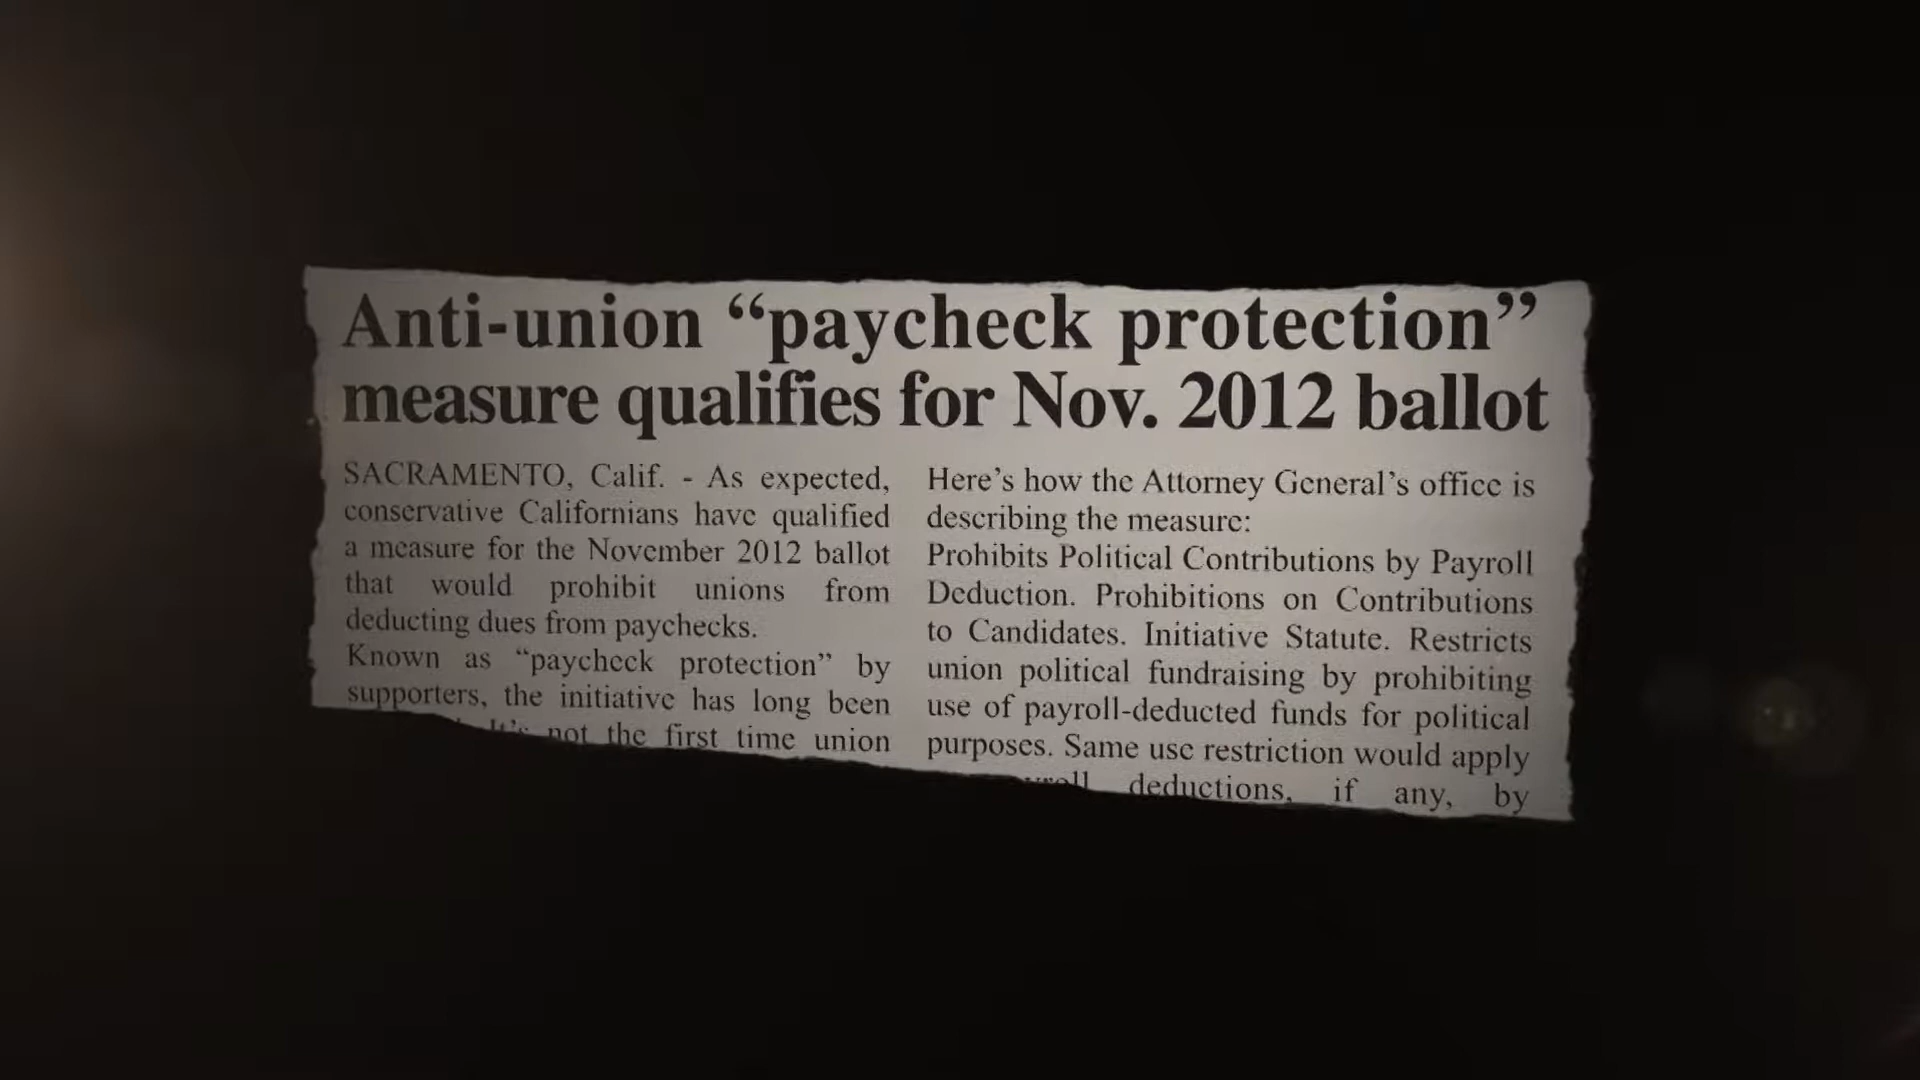 Anti-union “paycheck protection”
measure qualifies for Nov. 2012 ballot
SACRAMENTO, Calif. - As expected,
conservative Californians have qualified
a measure for the November 2012 ballot
that would prohibit unions from
deducting dues from paychecks.
Known as “paycheck protection” by
supporters, the initiative has long been
It’s not the first time union
Here’s how the Attorney General’s office is
describing the measure:
Prohibits Political Contributions by Payroll
Deduction. Prohibitions on Contributions
to Candidates. Initiative Statute. Restricts
union political fundraising by prohibiting
use of payroll-deducted funds for political
purposes. Same use restriction would apply
deductions, if any, by